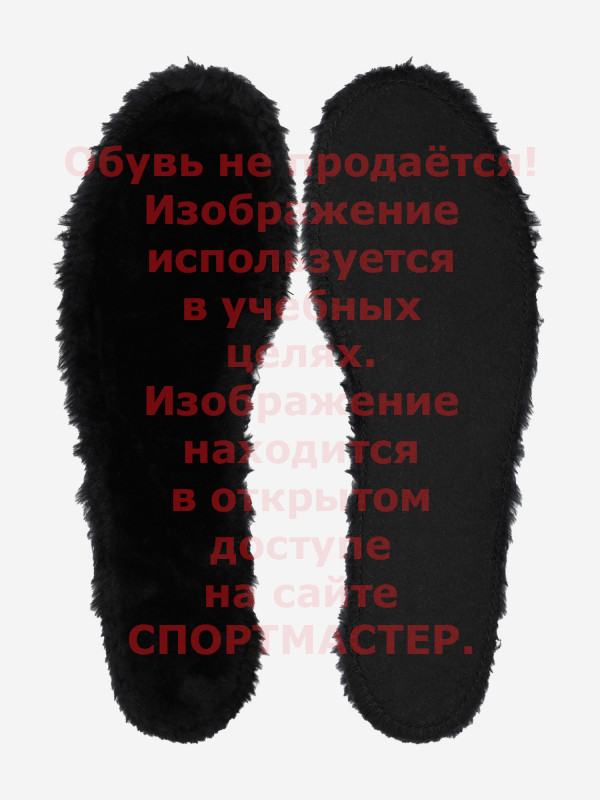 Обувь не продаётся!
Изображение
используется
в учебных
целях.
Изображение
находится
в открытом
доступе
на сайте
СПОРТМАСТЕР.